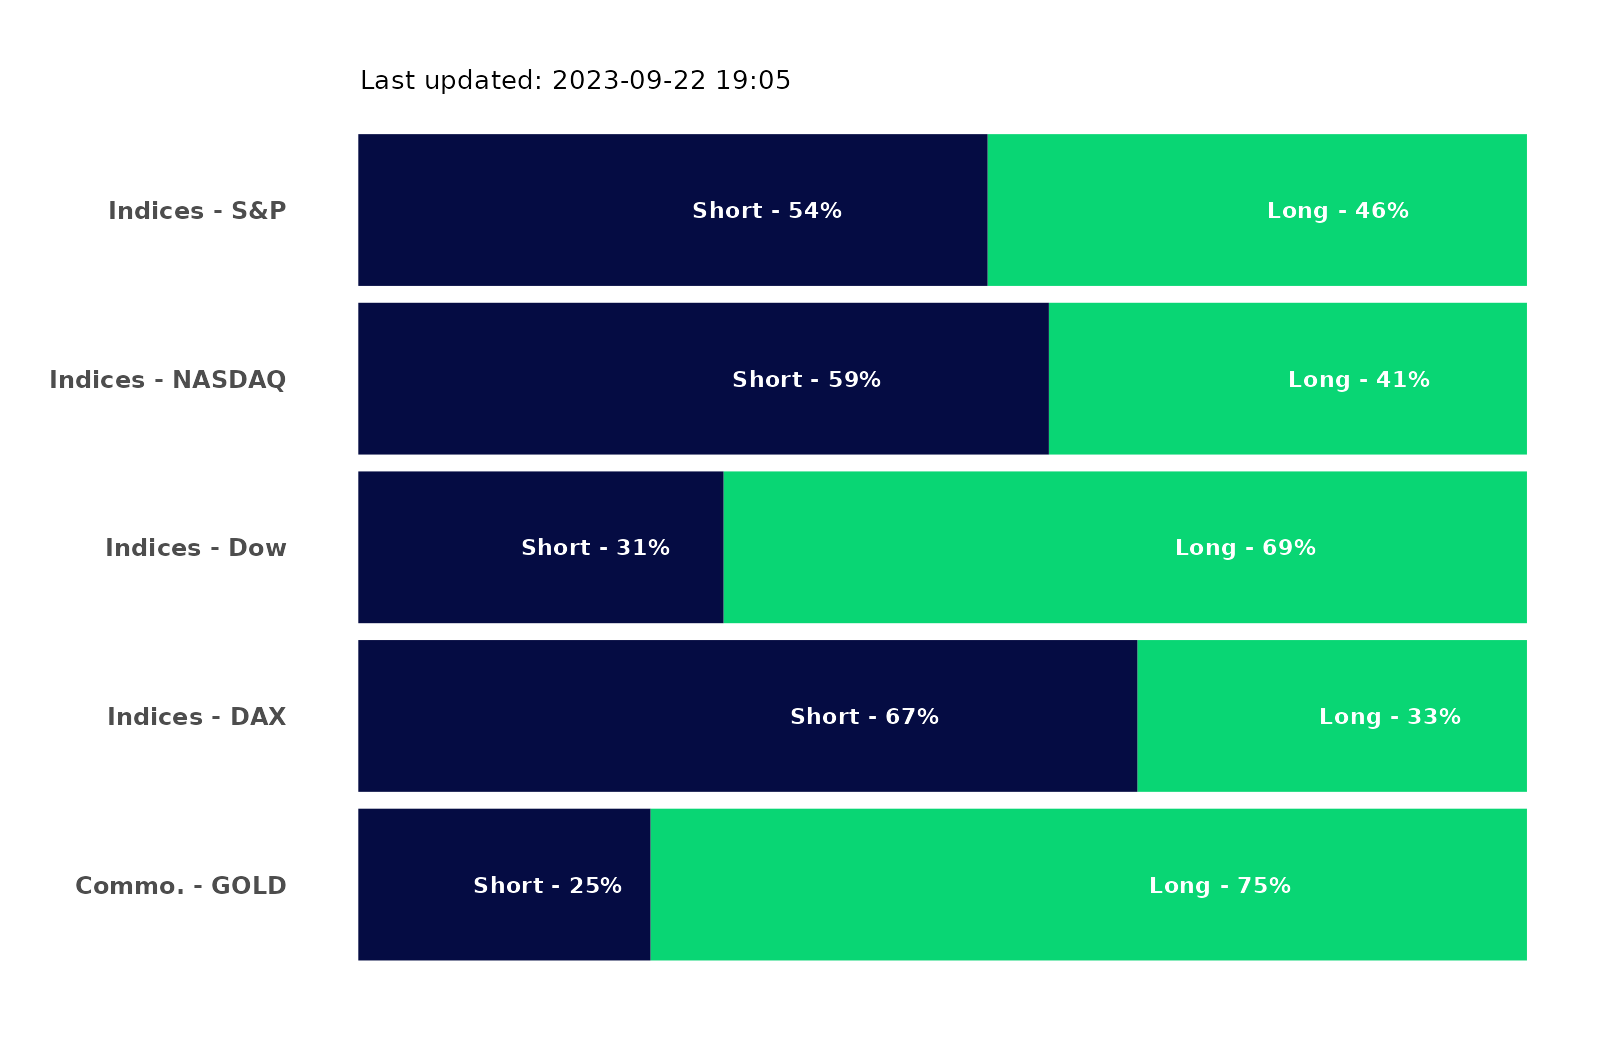 Last updated: 2023-09-22 19:05
Indices - S&P
Short - 54%
Long - 46%
Indices - NASDAQ
Short - 59%
Long - 41%
Indices - Dow
Short - 31%
Long - 69%
Indices - DAX
Short - 67%
Long - 33%
Commo. - GOLD
Short - 25%
Long - 75%